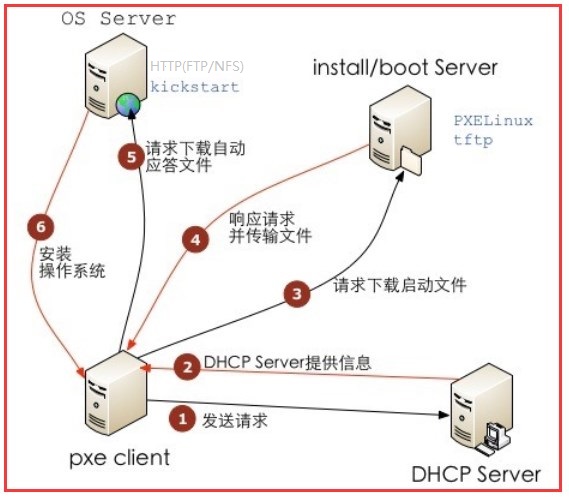 OS Server
HTTP(FTP/NFS)
kickstart
install/boot Server
PXELinux
tftp
5
请求下载自动
应答文件
6
安装
操作系统
4
响应请求
并传输文件
3
请求下载启动文件
2
DHCP Server提供信息
1
发送请求
pxe client
DHCP Server